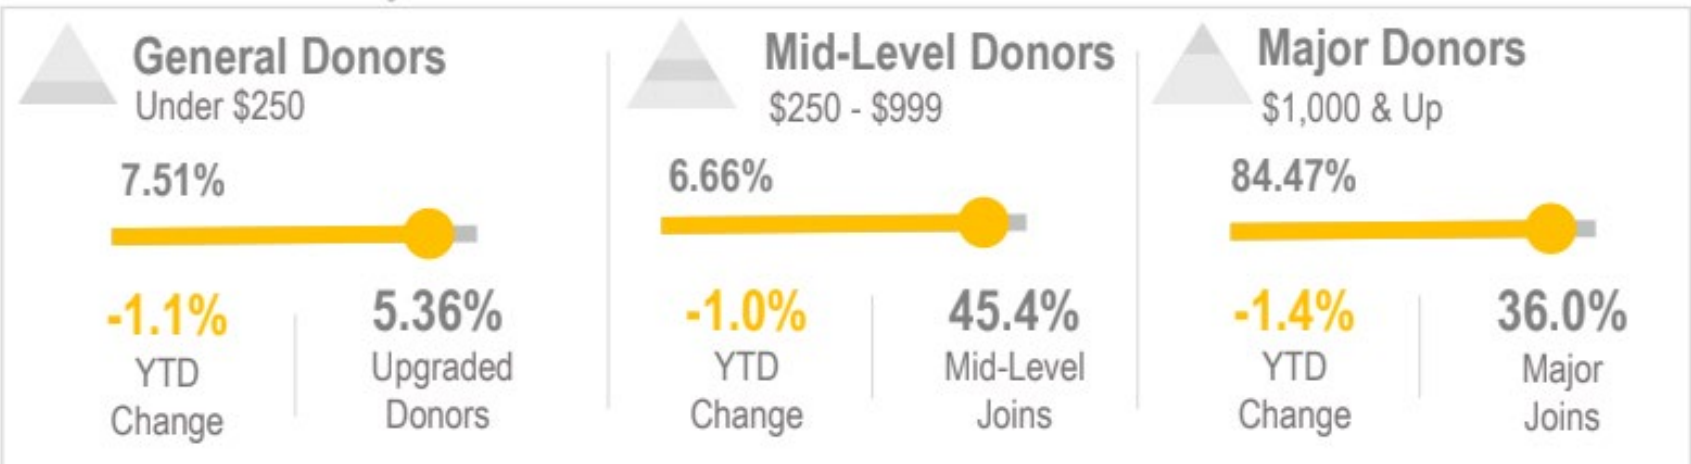 General Donors
Under $250
7.51%
-1.1%
YTD
Change
5.36%
Upgraded
Donors
Mid-Level Donors
$250 - $999
6.66%
-1.0%
YTD
Change
45.4%
Mid-Level
Joins
Major Donors
$1,000 & Up
84.47%
-1.4%
YTD
Change
36.0%
Major
Joins